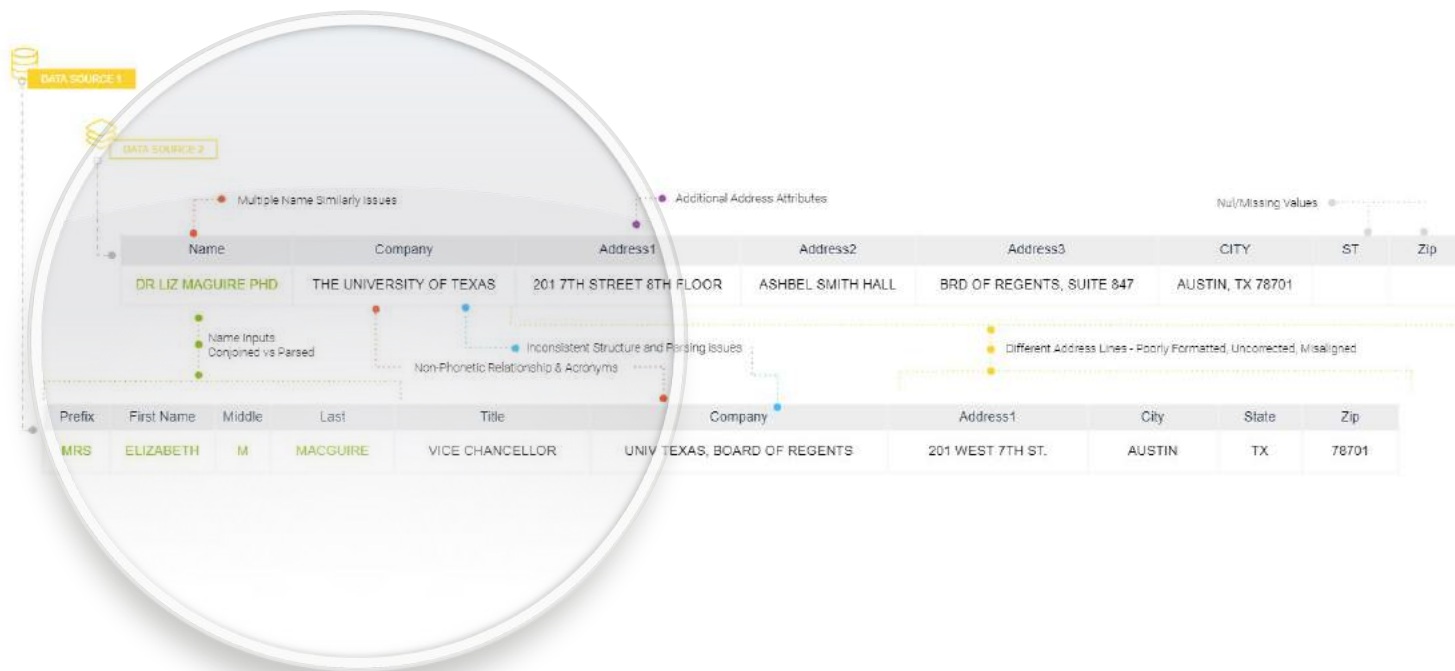 DATA SOURCE 1
DATA SOURCE 2
Multiple Name Similarly Issues
Additional Address Attributes
Nul/Missing Values
Name Company Address1 Address2 Address3 CITY ST Zip
DR LIZ MAGUIRE PHD THE UNIVERSITY OF TEXAS 201 7TH STREET 8TH FLOOR ASHBEL SMITH HALL BRD OF REGENTS, SUITE 847 AUSTIN, TX 78701
Name Inputs
Conjoined vs Parsed
Inconsistent Structure and Parsing Issues
Different Address Lines - Poorly Formatted, Uncorrected, Misaligned
Non-Phonetic Relationship & Acronyms
Prefix First Name Middle Last Title Company Address1 City State Zip
MRS ELIZABETH M MACGUIRE VICE CHANCELLOR UNIV TEXAS, BOARD OF REGENTS 201 WEST 7TH ST. AUSTIN TX 78701